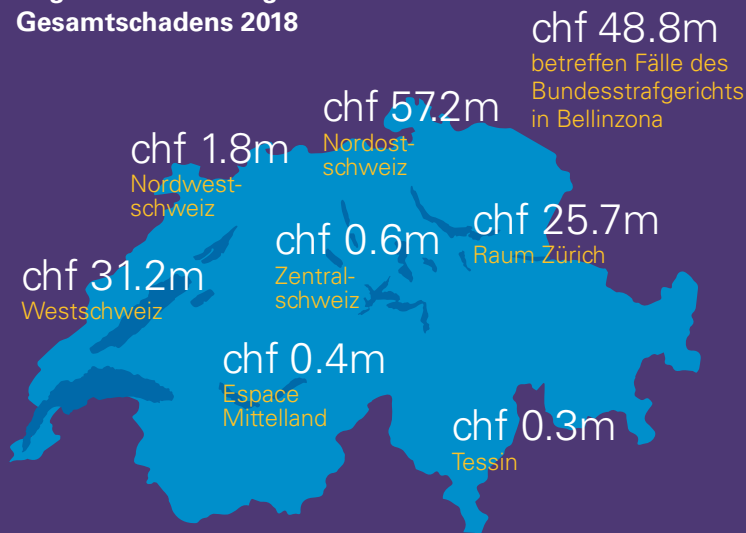 Gesamtschadens 2018
chf 48.8m
betreffen Fälle des
Bundesstrafgerichts
in Bellinzona
chf 57.2m
Nordost-
schweiz
chf 1.8m
Nordwest-
schweiz
chf 25.7m
Raum Zürich
chf 0.6m
Zentral-
schweiz
chf 31.2m
Westschweiz
chf 0.4m
Espace
Mittelland
chf 0.3m
Tessin